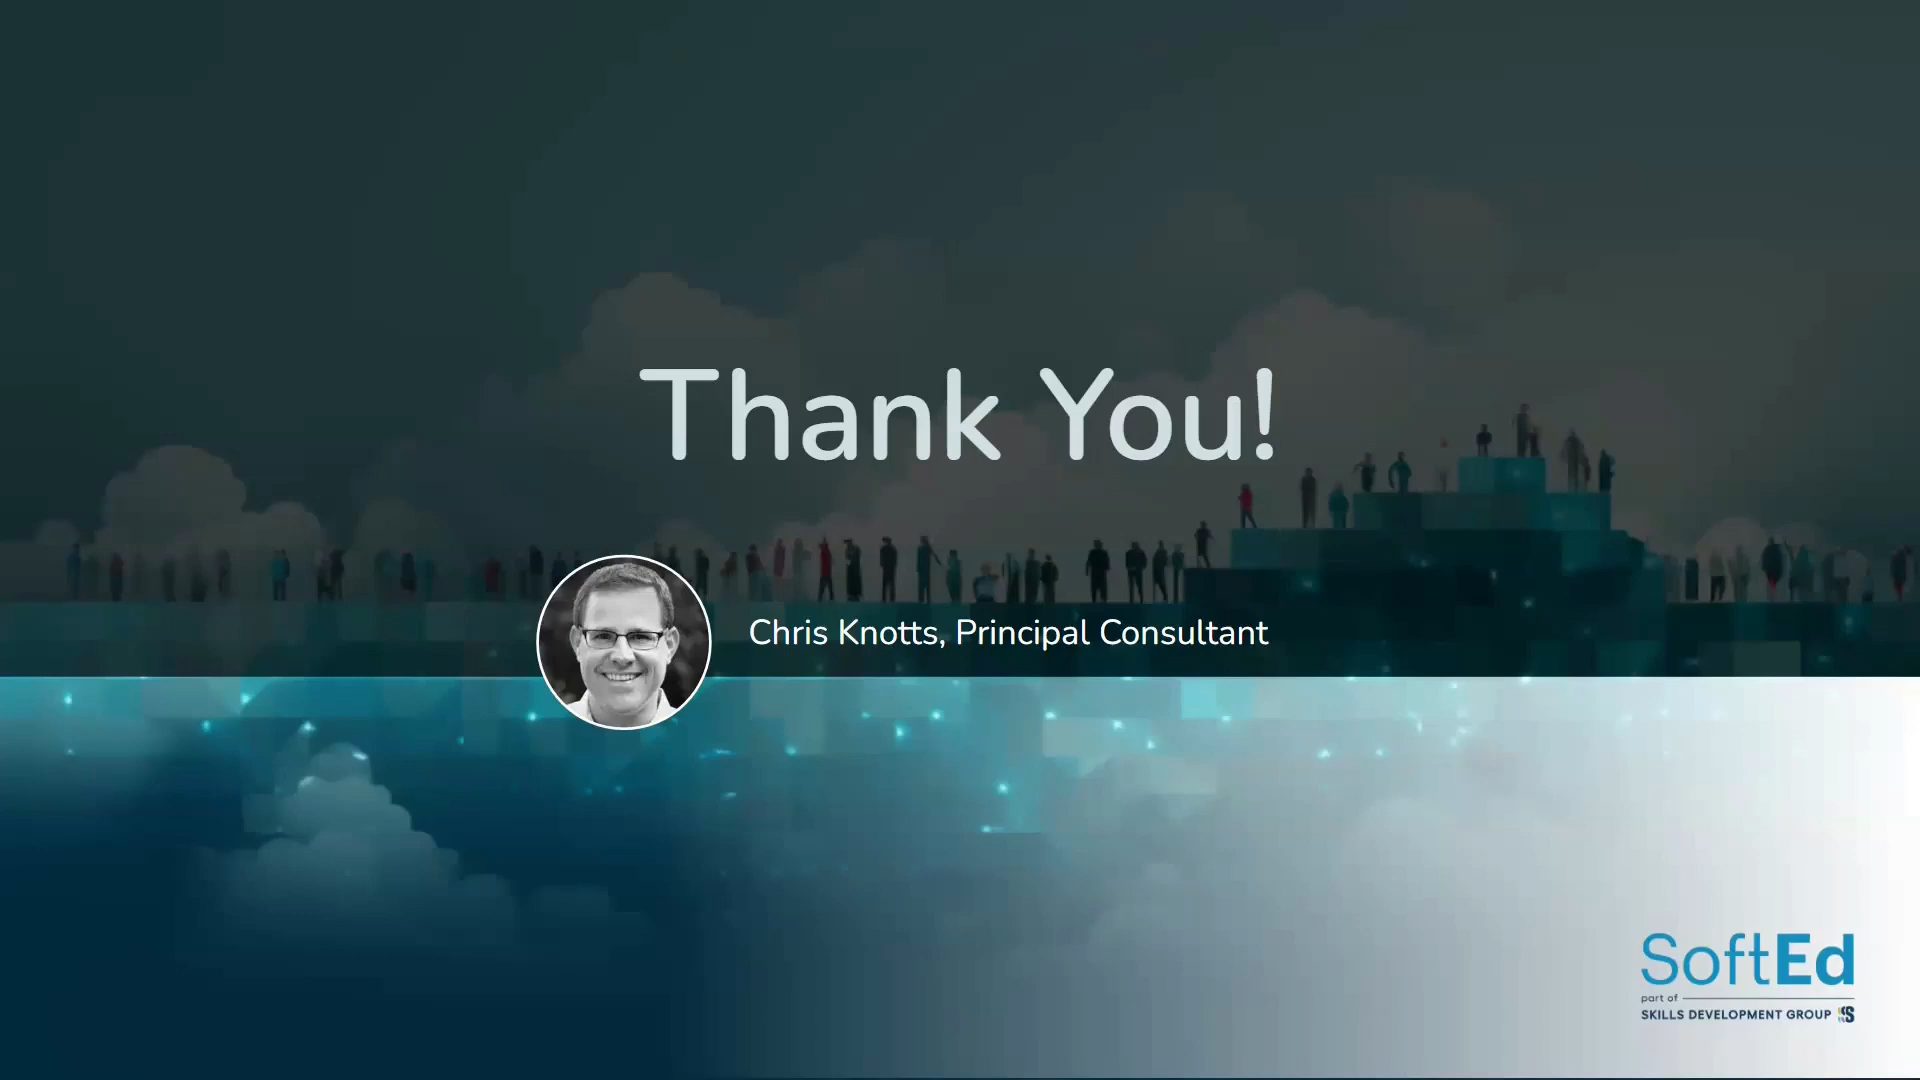 Thank You!
Chris Knotts, Principal Consultant
SoftEd
part of
SKILLS DEVELOPMENT GROUP